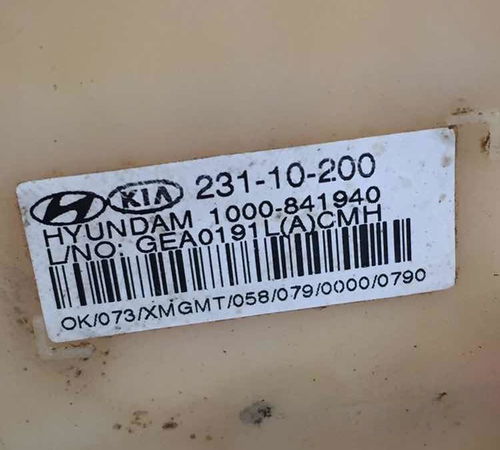 KIA 231-10-200
HYUNDAM 1000-841940
L/NO: GEA0191L(A)CMH
OK/073/XMGMT/058/079/0000/0790